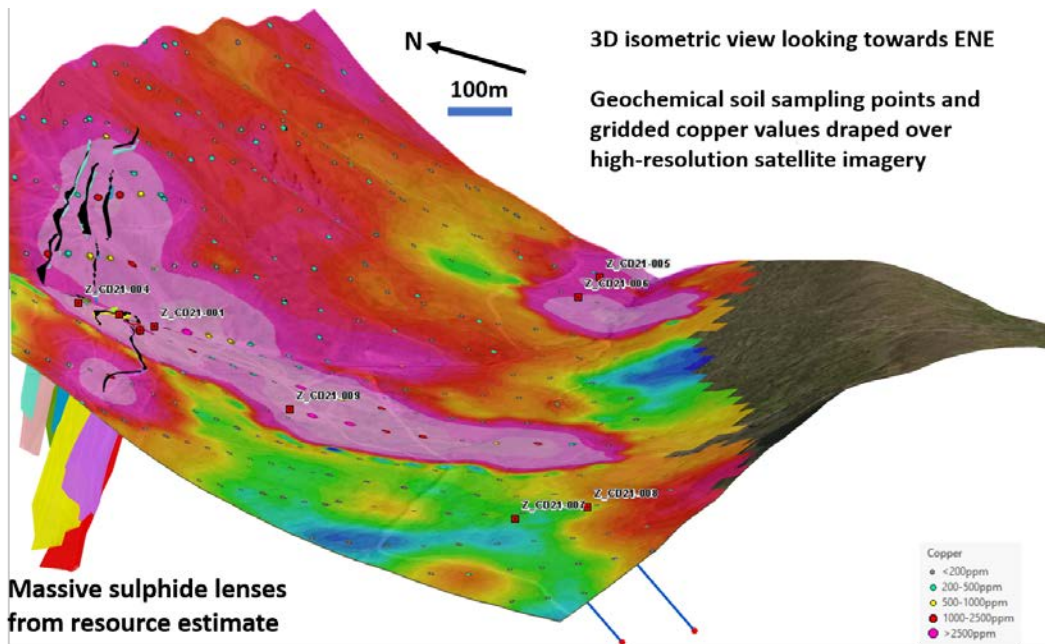 N
100m
3D isometric view looking towards ENE
Geochemical soil sampling points and
gridded copper values draped over
high-resolution satellite imagery
Z_CD21-005
Z_CD21-006
Z_CD21-004
Z_CD21-001
Z_CD21-009
Z_CD21-007
Z_CD21-008
Massive sulphide lenses
from resource estimate
Copper
<200ppm
200-500ppm
500-1000ppm
1000-2500ppm
>2500ppm